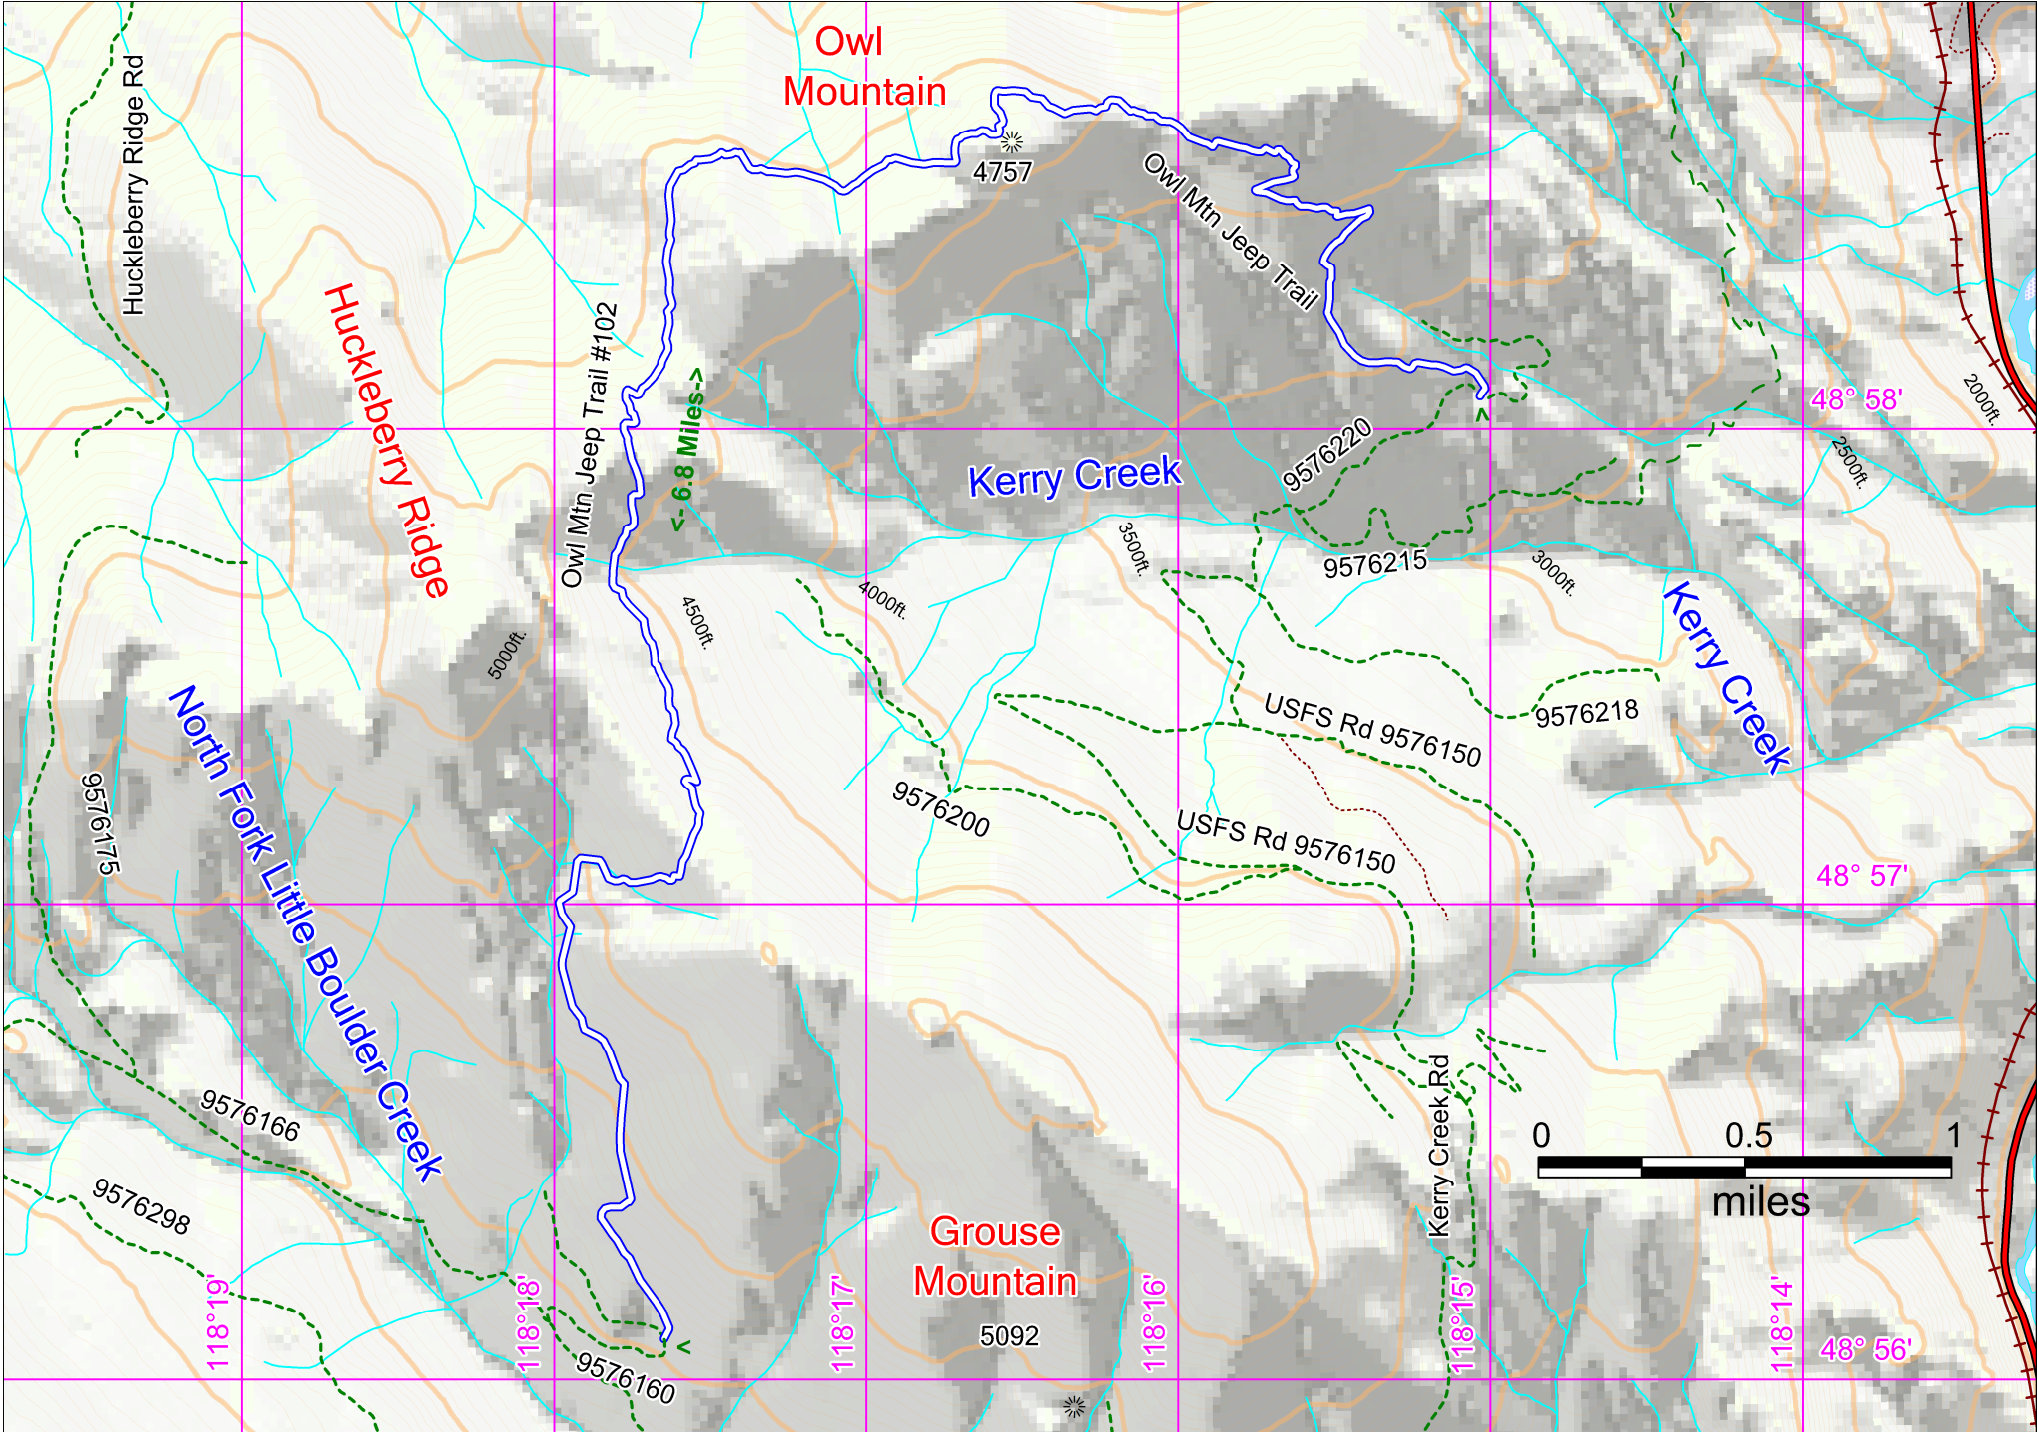 Owl
Mountain
Huckleberry Ridge Rd
4757
Owl Mtn Jeep Trail
Huckleberry Ridge
Owl Mtn Jeep Trail #102
<- 6.8 Miles->
48° 58'
2000ft.
2500ft.
9576220
^
Kerry Creek
3500ft.
9576215
3000ft.
4000ft.
4500ft.
5000ft.
Kerry Creek
North Fork Little Boulder Creek
USFS Rd 9576150
9576218
9576175
9576200
USFS Rd 9576150
48° 57'
9576166
Kerry Creek Rd
0 0.5 1
miles
9576298
Grouse
Mountain
5092
118°19'
118°18'
118°17'
118°16'
118°15'
118°14'
48° 56'
<
9576160